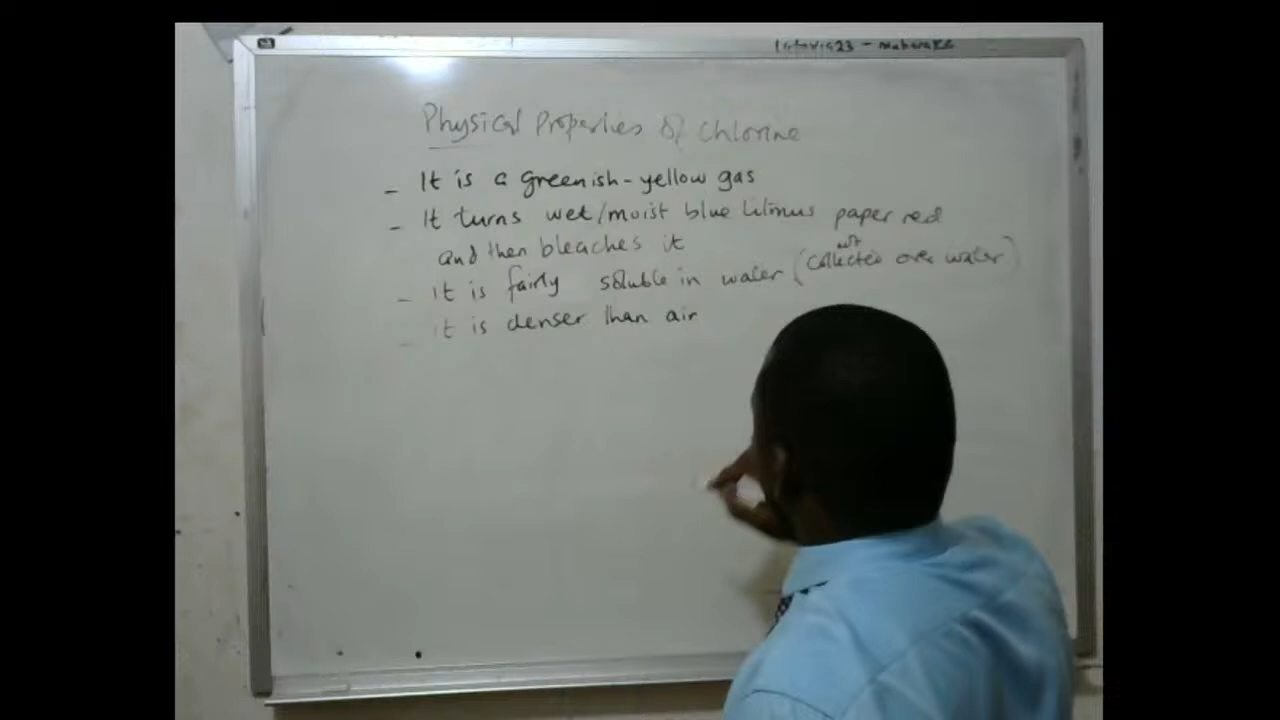 Physical Properties of chlorine
- It is a greenish-yellow gas
- It turns wet/moist blue litmus paper red
and then bleaches it
- It is fairly soluble in water (collected not over water)
- It is denser than air